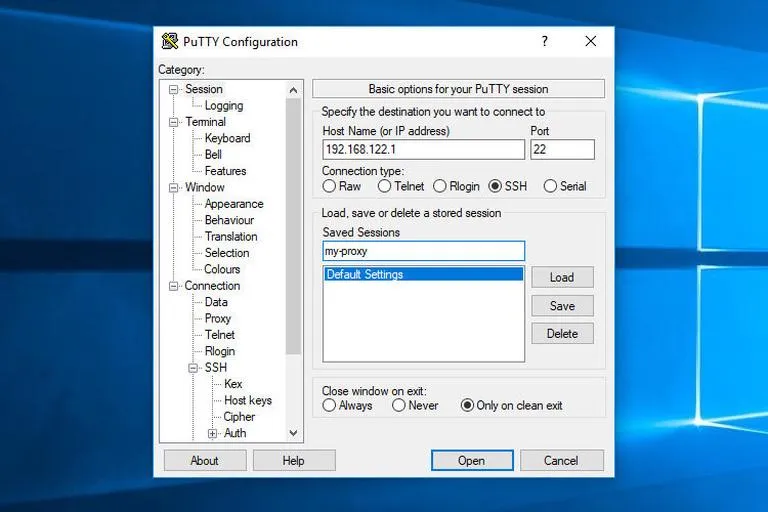 PuTTY Configuration
?
Category:
Session
Logging
Terminal
Keyboard
Bell
Features
Window
Appearance
Behaviour
Translation
Selection
Colours
Connection
Data
Proxy
Telnet
Rlogin
SSH
Kex
Host keys
Cipher
Auth
Basic options for your PuTTY session
Specify the destination you want to connect to
Host Name (or IP address) Port
192.168.122.1 22
Connection type:
Raw Telnet Rlogin SSH Serial
Load, save or delete a stored session
Saved Sessions
my-proxy
Default Settings
Load
Save
Delete
Close window on exit:
Always Never Only on clean exit
About Help Open Cancel